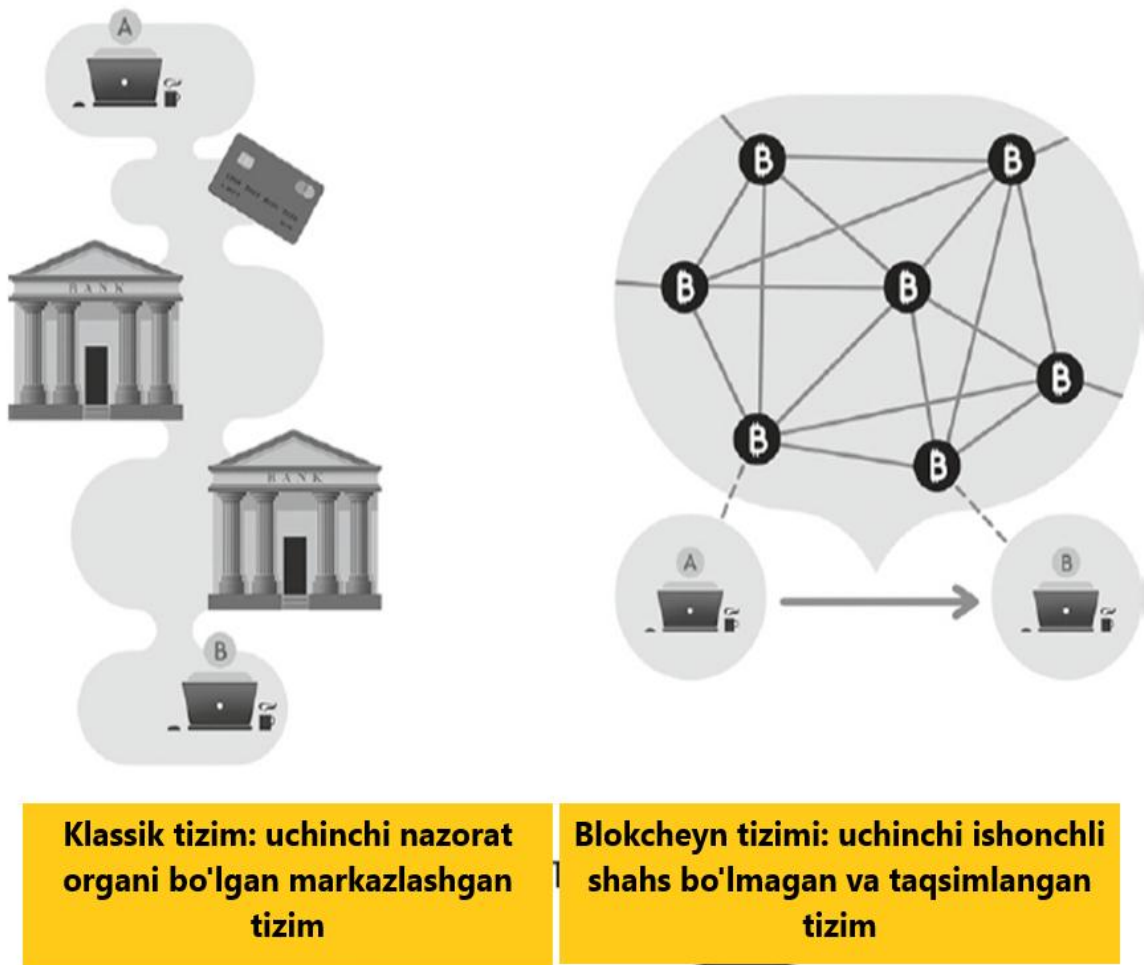 A
BANK
BANK
B
A
B
Klassik tizim: uchinchi nazorat
organi bo'lgan markazlashgan
tizim
Blokcheyn tizimi: uchinchi ishonchli
shahs bo'lmagan va taqsimlangan
tizim